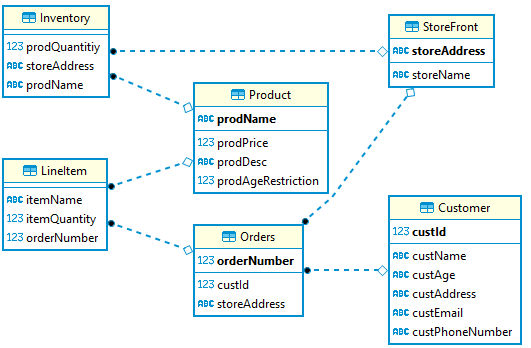 Inventory
123 prodQuantitiy
ABC storeAddress
ABC prodName
StoreFront
ABC storeAddress
ABC storeName
Product
ABC prodName
123 prodPrice
ABC prodDesc
123 prodAgeRestriction
LineItem
ABC itemName
123 itemQuantity
123 orderNumber
Orders
123 orderNumber
123 custId
ABC storeAddress
Customer
123 custId
ABC custName
ABC custAge
ABC custAddress
ABC custEmail
ABC custPhoneNumber